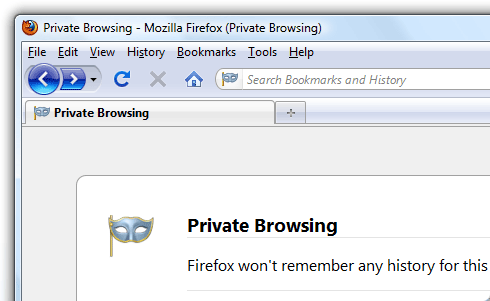 Private Browsing - Mozilla Firefox (Private Browsing)
File Edit View History Bookmarks Tools Help
Search Bookmarks and History
Private Browsing
Private Browsing
Firefox won't remember any history for this